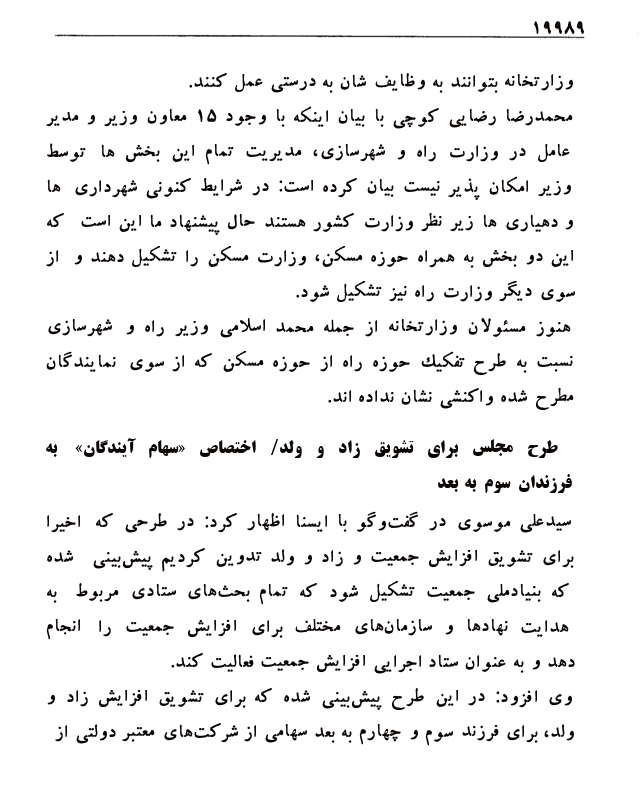 ۱۹۹۸۹
وزارتخانه بتوانند به وظایف شان به درستی عمل کنند.
محمدرضا رضایی کوچی با بیان اینکه با وجود ۱۵ معاون وزیر و مدیر
عامل در وزارت راه و شهرسازی، مدیریت تمام این بخش ها توسط
وزیر امکان پذیر نیست بیان کرده است: در شرایط کنونی شهرداری ها
و دهیاری ها زیر نظر وزارت کشور هستند حال پیشنهاد ما این است که
این دو بخش به همراه حوزه مسکن، وزارت مسکن را تشکیل دهند و از
سوی دیگر وزارت راه نیز تشکیل شود.
هنوز مسئولان وزارتخانه از جمله محمد اسلامی وزیر راه و شهرسازی
نسبت به طرح تفکیك حوزه راه از حوزه مسکن که از سوی نمایندگان
مطرح شده واکنشی نشان نداده اند.
طرح مجلس برای تشویق زاد و ولد/ اختصاص «سهام آیندگان» به
فرزندان سوم به بعد
سیدعلی موسوی در گفت‌وگو با ایسنا اظهار کرد: در طرحی که اخیرا
برای تشویق افزایش جمعیت و زاد و ولد تدوین کردیم پیش‌بینی شده
که بنیادملی جمعیت تشکیل شود که تمام بحث‌های ستادی مربوط به
هدایت نهادها و سازمان‌های مختلف برای افزایش جمعیت را انجام
دهد و به عنوان ستاد اجرایی افزایش جمعیت فعالیت کند.
وی افزود: در این طرح پیش‌بینی شده که برای تشویق افزایش زاد و
ولد، برای فرزند سوم و چهارم به بعد سهامی از شرکت‌های معتبر دولتی از